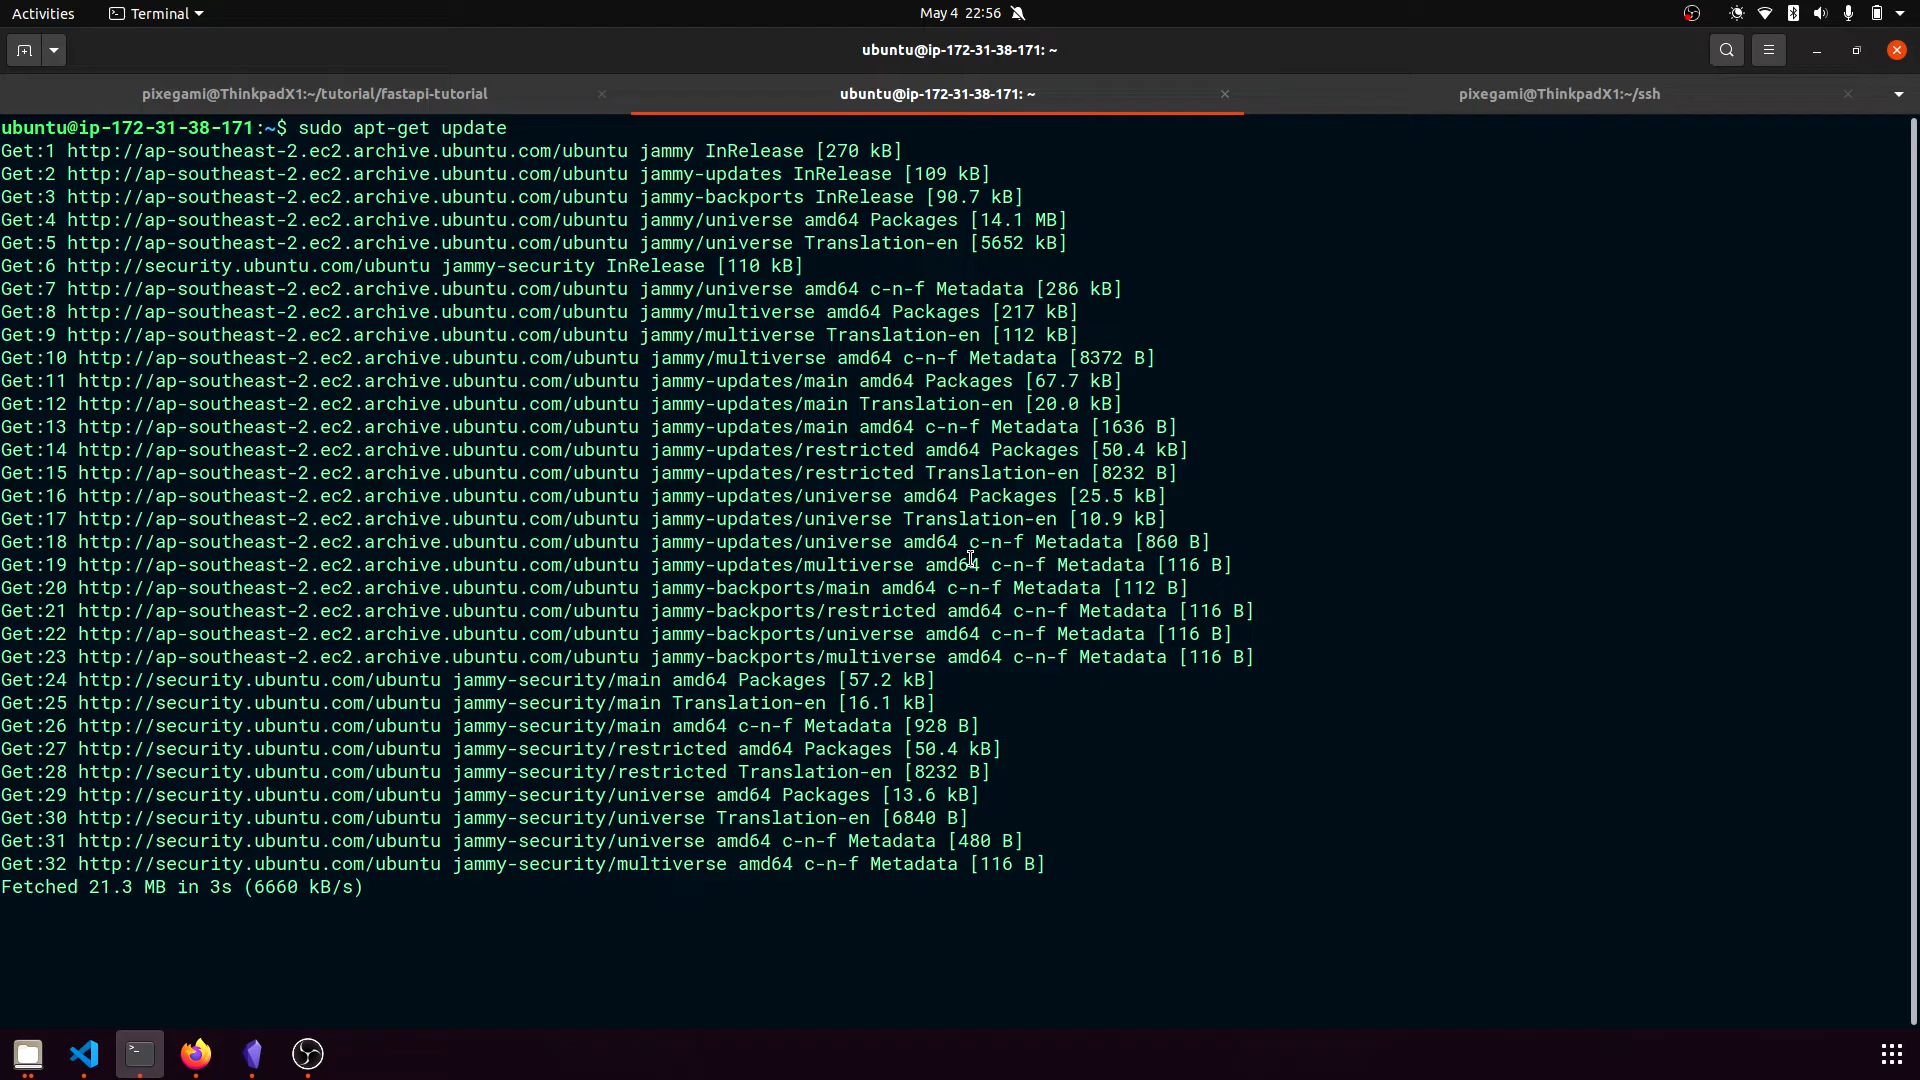 Activities
Terminal
May 4 22:56
ubuntu@ip-172-31-38-171: ~
pixegami@ThinkpadX1:~/tutorial/fastapi-tutorial
ubuntu@ip-172-31-38-171: ~
pixegami@ThinkpadX1:~/ssh
ubuntu@ip-172-31-38-171:~$ sudo apt-get update
Get:1 http://ap-southeast-2.ec2.archive.ubuntu.com/ubuntu jammy InRelease [270 kB]
Get:2 http://ap-southeast-2.ec2.archive.ubuntu.com/ubuntu jammy-updates InRelease [109 kB]
Get:3 http://ap-southeast-2.ec2.archive.ubuntu.com/ubuntu jammy-backports InRelease [90.7 kB]
Get:4 http://ap-southeast-2.ec2.archive.ubuntu.com/ubuntu jammy/universe amd64 Packages [14.1 MB]
Get:5 http://ap-southeast-2.ec2.archive.ubuntu.com/ubuntu jammy/universe Translation-en [5652 kB]
Get:6 http://security.ubuntu.com/ubuntu jammy-security InRelease [110 kB]
Get:7 http://ap-southeast-2.ec2.archive.ubuntu.com/ubuntu jammy/universe amd64 c-n-f Metadata [286 kB]
Get:8 http://ap-southeast-2.ec2.archive.ubuntu.com/ubuntu jammy/multiverse amd64 Packages [217 kB]
Get:9 http://ap-southeast-2.ec2.archive.ubuntu.com/ubuntu jammy/multiverse Translation-en [112 kB]
Get:10 http://ap-southeast-2.ec2.archive.ubuntu.com/ubuntu jammy/multiverse amd64 c-n-f Metadata [8372 B]
Get:11 http://ap-southeast-2.ec2.archive.ubuntu.com/ubuntu jammy-updates/main amd64 Packages [67.7 kB]
Get:12 http://ap-southeast-2.ec2.archive.ubuntu.com/ubuntu jammy-updates/main Translation-en [20.0 kB]
Get:13 http://ap-southeast-2.ec2.archive.ubuntu.com/ubuntu jammy-updates/main amd64 c-n-f Metadata [1636 B]
Get:14 http://ap-southeast-2.ec2.archive.ubuntu.com/ubuntu jammy-updates/restricted amd64 Packages [50.4 kB]
Get:15 http://ap-southeast-2.ec2.archive.ubuntu.com/ubuntu jammy-updates/restricted Translation-en [8232 B]
Get:16 http://ap-southeast-2.ec2.archive.ubuntu.com/ubuntu jammy-updates/universe amd64 Packages [25.5 kB]
Get:17 http://ap-southeast-2.ec2.archive.ubuntu.com/ubuntu jammy-updates/universe Translation-en [10.9 kB]
Get:18 http://ap-southeast-2.ec2.archive.ubuntu.com/ubuntu jammy-updates/universe amd64 c-n-f Metadata [860 B]
Get:19 http://ap-southeast-2.ec2.archive.ubuntu.com/ubuntu jammy-updates/multiverse amd64 c-n-f Metadata [116 B]
Get:20 http://ap-southeast-2.ec2.archive.ubuntu.com/ubuntu jammy-backports/main amd64 c-n-f Metadata [112 B]
Get:21 http://ap-southeast-2.ec2.archive.ubuntu.com/ubuntu jammy-backports/restricted amd64 c-n-f Metadata [116 B]
Get:22 http://ap-southeast-2.ec2.archive.ubuntu.com/ubuntu jammy-backports/universe amd64 c-n-f Metadata [116 B]
Get:23 http://ap-southeast-2.ec2.archive.ubuntu.com/ubuntu jammy-backports/multiverse amd64 c-n-f Metadata [116 B]
Get:24 http://security.ubuntu.com/ubuntu jammy-security/main amd64 Packages [57.2 kB]
Get:25 http://security.ubuntu.com/ubuntu jammy-security/main Translation-en [16.1 kB]
Get:26 http://security.ubuntu.com/ubuntu jammy-security/main amd64 c-n-f Metadata [928 B]
Get:27 http://security.ubuntu.com/ubuntu jammy-security/restricted amd64 Packages [50.4 kB]
Get:28 http://security.ubuntu.com/ubuntu jammy-security/restricted Translation-en [8232 B]
Get:29 http://security.ubuntu.com/ubuntu jammy-security/universe amd64 Packages [13.6 kB]
Get:30 http://security.ubuntu.com/ubuntu jammy-security/universe Translation-en [6840 B]
Get:31 http://security.ubuntu.com/ubuntu jammy-security/universe amd64 c-n-f Metadata [480 B]
Get:32 http://security.ubuntu.com/ubuntu jammy-security/multiverse amd64 c-n-f Metadata [116 B]
Fetched 21.3 MB in 3s (6660 kB/s)